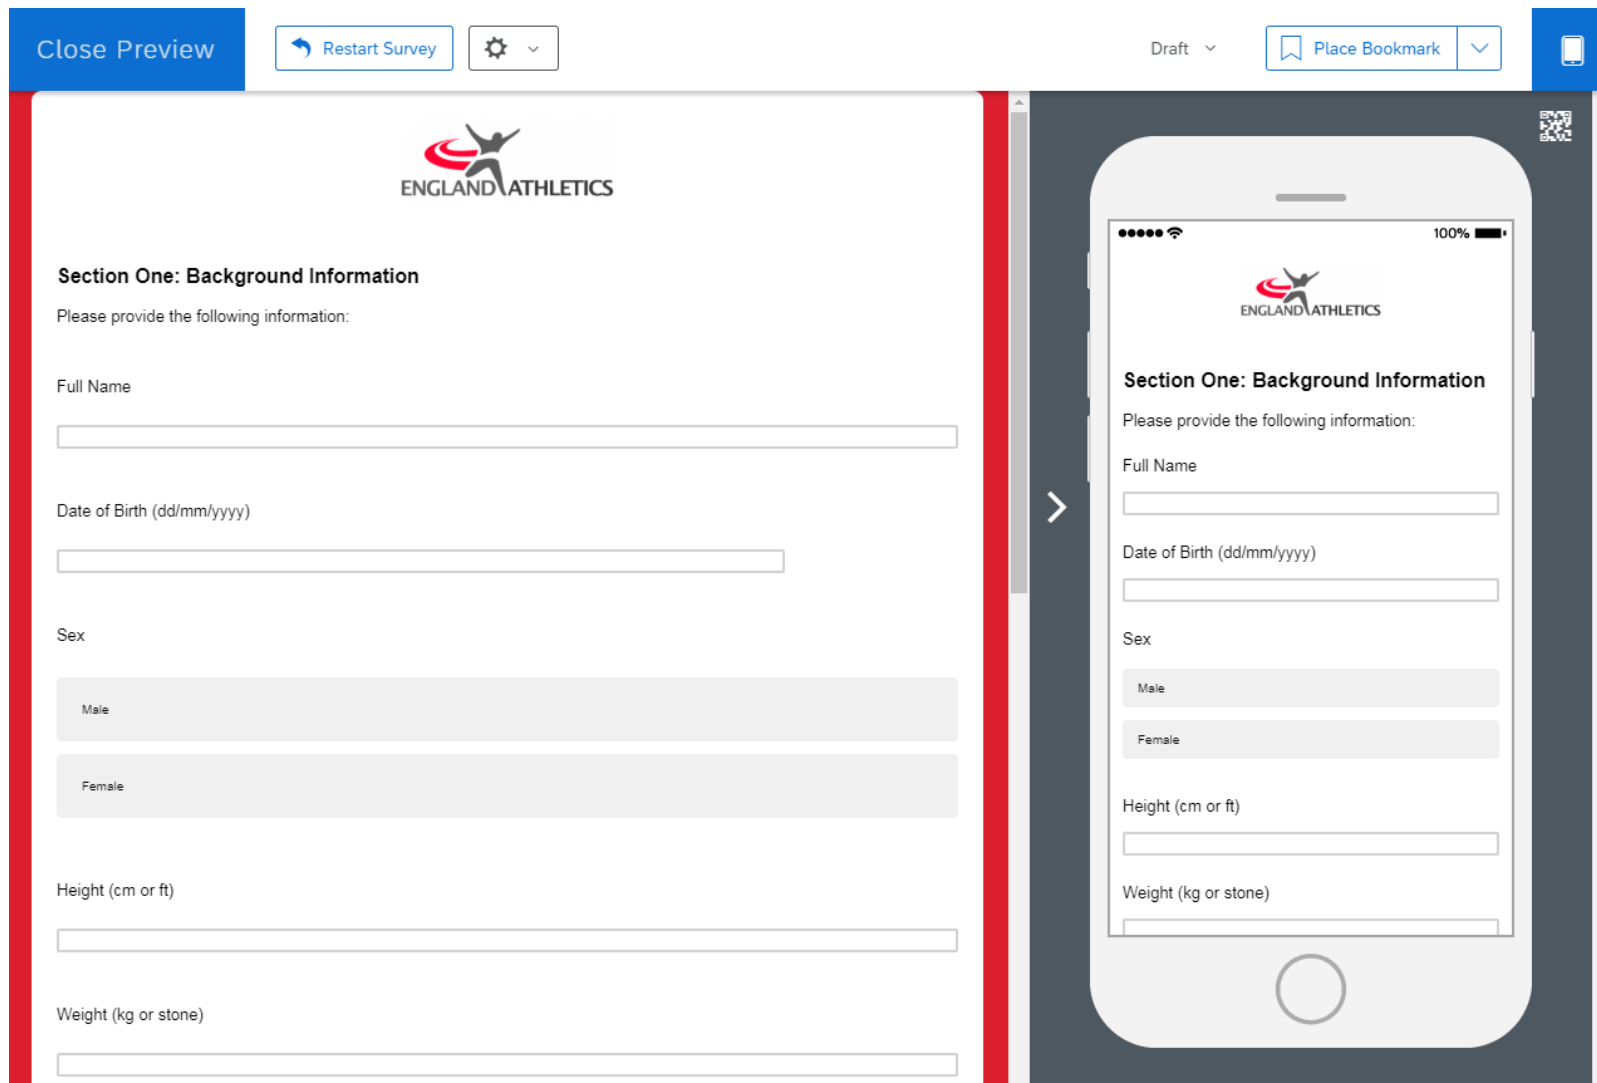 Close Preview
Restart Survey
Draft
Place Bookmark
ENGLAND ATHLETICS
Section One: Background Information
Please provide the following information:
Full Name
Date of Birth (dd/mm/yyyy)
Sex
Male
Female
Height (cm or ft)
Weight (kg or stone)
100%
ENGLAND ATHLETICS
Section One: Background Information
Please provide the following information:
Full Name
Date of Birth (dd/mm/yyyy)
Sex
Male
Female
Height (cm or ft)
Weight (kg or stone)